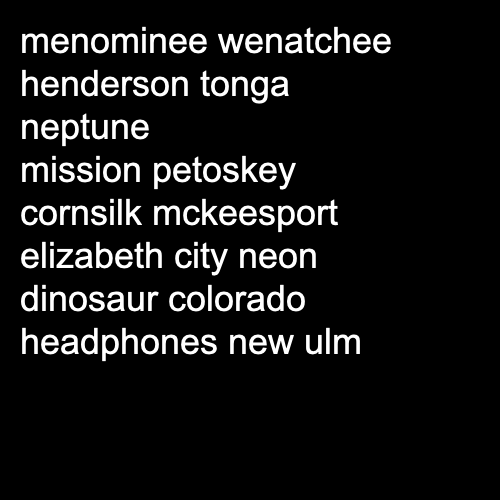 menominee wenatchee
henderson tonga
neptune
mission petoskey
cornsilk mckeesport
elizabeth city neon
dinosaur colorado
headphones new ulm